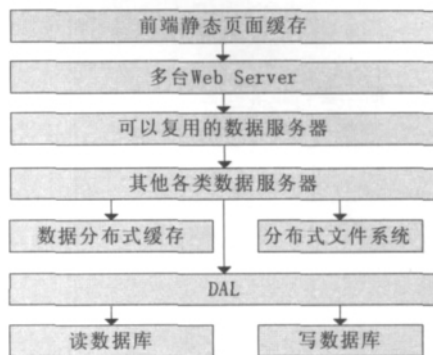 前端静态页面缓存
多台Web Server
可以复用的数据服务器
其他各类数据服务器
数据分布式缓存
分布式文件系统
DAL
读数据库
写数据库